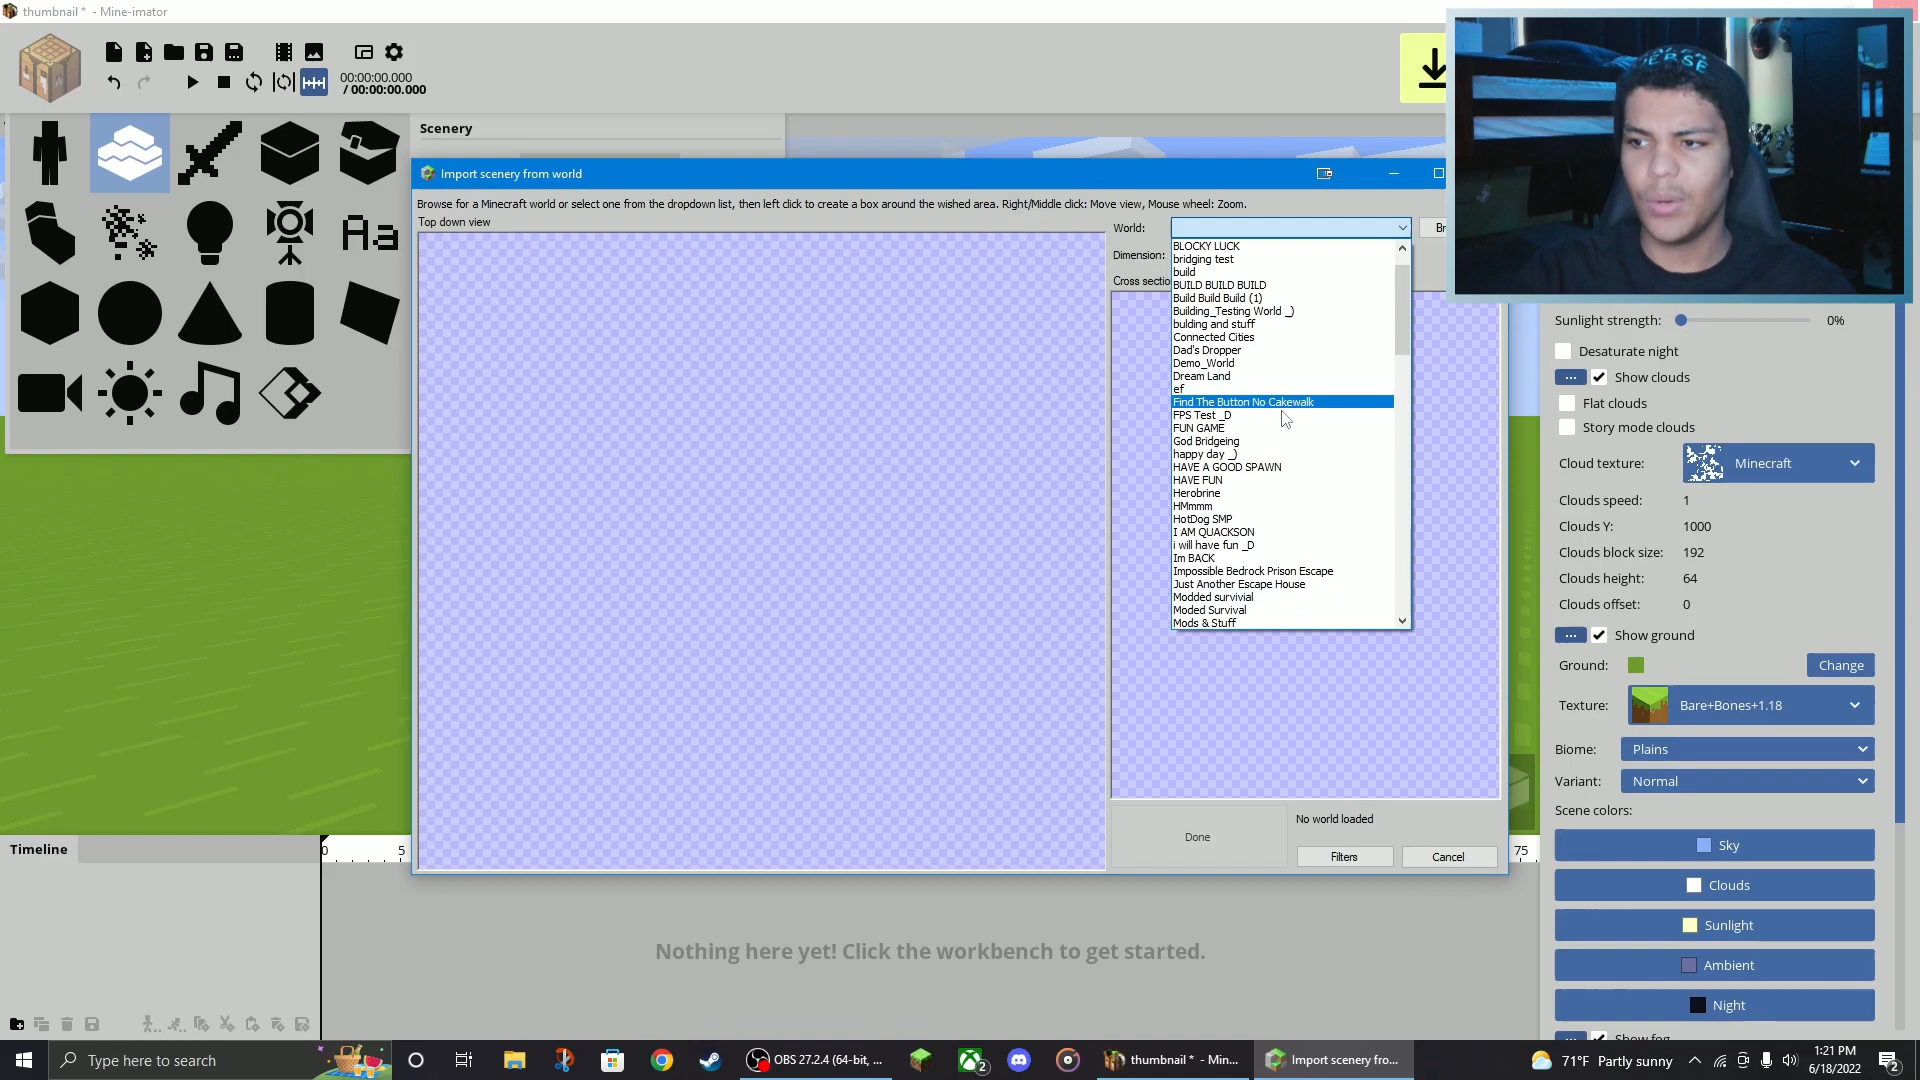 thumbnail * - Mine-imator
00:00:00.000
/ 00:00:00.000
Scenery
Import scenery from world
Browse for a Minecraft world or select one from the dropdown list, then left click to create a box around the wished area. Right/Middle click: Move view, Mouse wheel: Zoom.
Top down view
World:
Br
Dimension:
Cross sectio
BLOCKY LUCK
bridging test
build
BUILD BUILD BUILD
Build Build Build (1)
Building_Testing World _)
bulding and stuff
Connected Cities
Dad's Dropper
Demo_World
Dream Land
ef
Find The Button No Cakewalk
FPS Test _D
FUN GAME
God Bridgeing
happy day _)
HAVE A GOOD SPAWN
HAVE FUN
Herobrine
HMmmm
HotDog SMP
I AM QUACKSON
i will have fun _D
Im BACK
Impossible Bedrock Prison Escape
Just Another Escape House
Modded survivial
Moded Survival
Mods & Stuff
No world loaded
Done
Filters
Cancel
Sunlight strength: 0%
Desaturate night
... Show clouds
Flat clouds
Story mode clouds
Cloud texture: Minecraft
Clouds speed: 1
Clouds Y: 1000
Clouds block size: 192
Clouds height: 64
Clouds offset: 0
... Show ground
Ground: Change
Texture: Bare+Bones+1.18
Biome: Plains
Variant: Normal
Scene colors:
Sky
Clouds
Sunlight
Ambient
Night
Show fog
Timeline
0 5 75
Nothing here yet! Click the workbench to get started.
Type here to search
OBS 27.2.4 (64-bit, ...
2
thumbnail * - Min...
Import scenery fro...
71°F Partly sunny
1:21 PM
6/18/2022
2